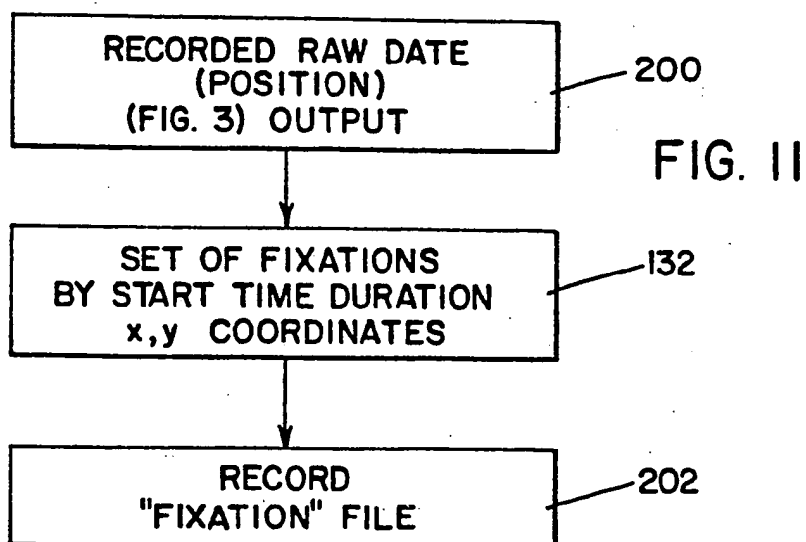 RECORDED RAW DATE
(POSITION)
(FIG. 3) OUTPUT
200
FIG. 11
SET OF FIXATIONS
BY START TIME DURATION
x,y COORDINATES
132
RECORD
"FIXATION" FILE
202